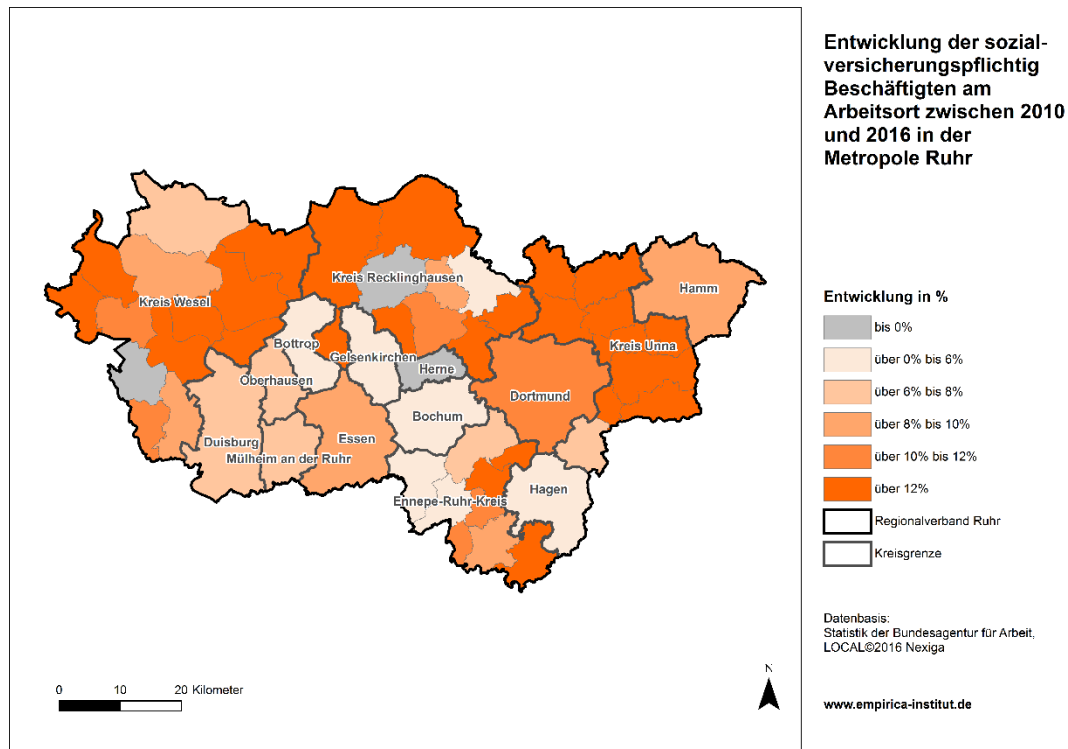 Entwicklung der sozial-
versicherungspflichtig
Beschäftigten am
Arbeitsort zwischen 2010
und 2016 in der
Metropole Ruhr
Kreis Recklinghausen
Hamm
Kreis Wesel
Kreis Unna
Bottrop
Gelsenkirchen
Herne
Oberhausen
Dortmund
Bochum
Essen
Duisburg
Mülheim an der Ruhr
Hagen
Ennepe-Ruhr-Kreis
Entwicklung in %
bis 0%
über 0% bis 6%
über 6% bis 8%
über 8% bis 10%
über 10% bis 12%
über 12%
Regionalverband Ruhr
Kreisgrenze
Datenbasis:
Statistik der Bundesagentur für Arbeit,
LOCAL©2016 Nexiga
www.empirica-institut.de
N
0 10 20 Kilometer